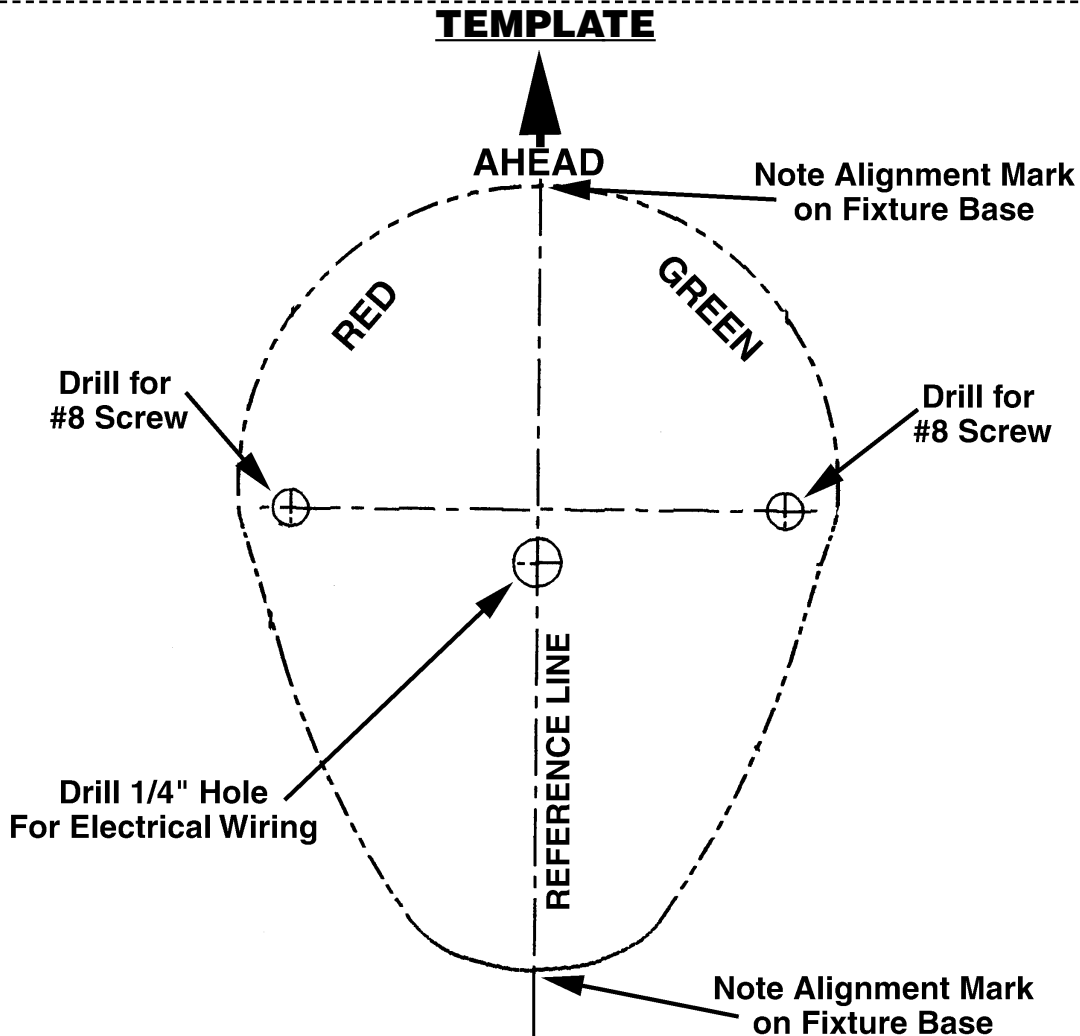 TEMPLATE
AHEAD
Note Alignment Mark
on Fixture Base
RED
GREEN
Drill for
#8 Screw
Drill for
#8 Screw
REFERENCE LINE
Drill 1/4" Hole
For Electrical Wiring
Note Alignment Mark
on Fixture Base